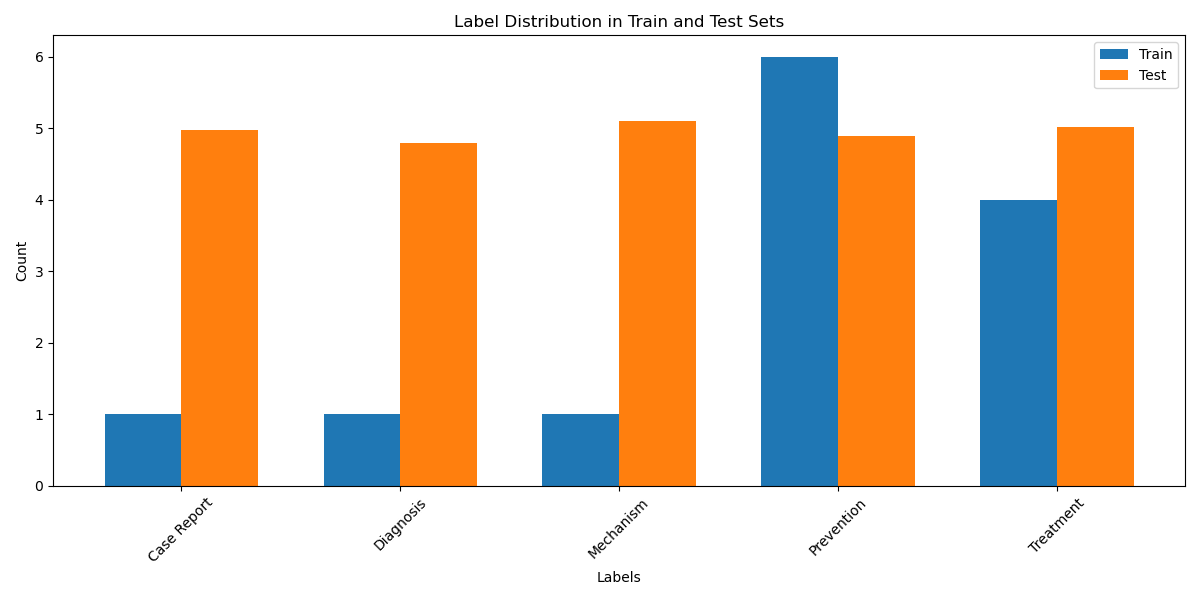 Label Distribution in Train and Test Sets
Train
Test
6
5
4
3
2
1
0
Count
Case Report
Diagnosis
Mechanism
Prevention
Treatment
Labels